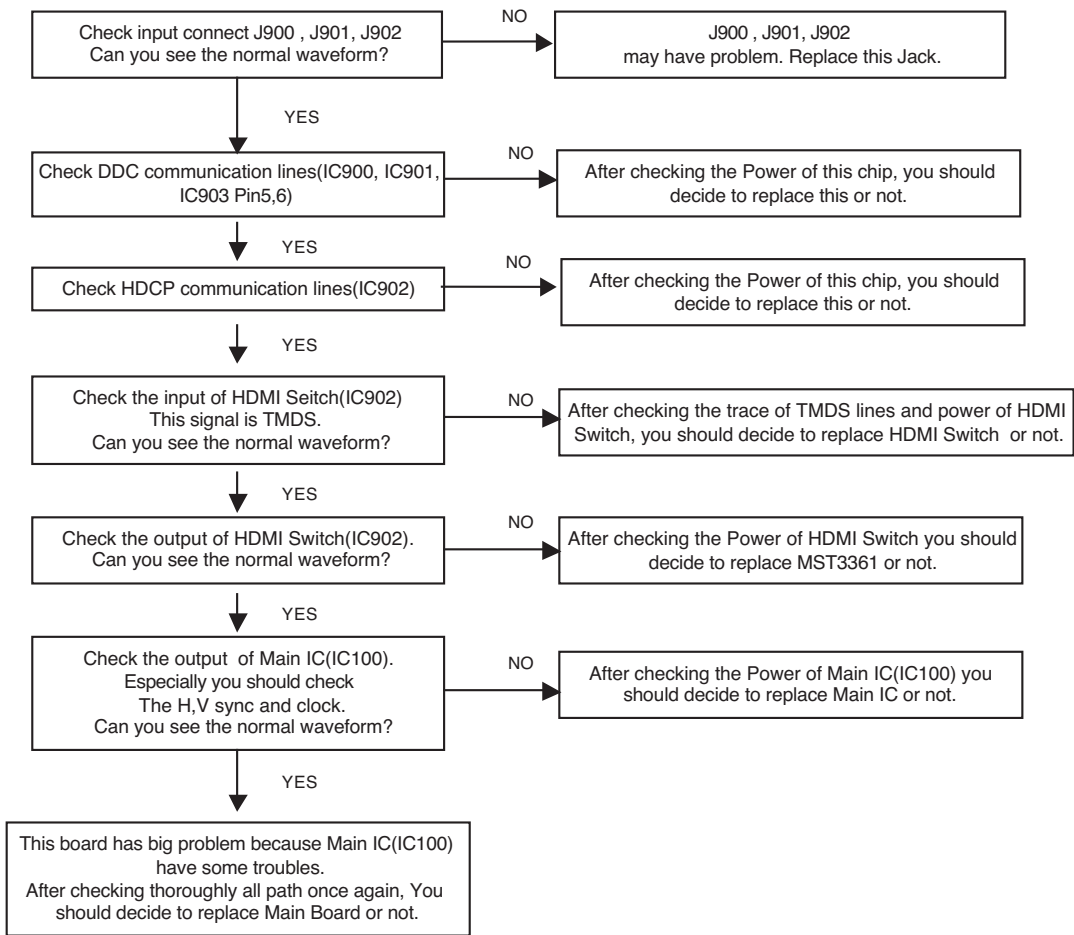 Check input connect J900 , J901, J902
Can you see the normal waveform?
NO
J900 , J901, J902
may have problem. Replace this Jack.
YES
Check DDC communication lines(IC900, IC901,
IC903 Pin5,6)
NO
After checking the Power of this chip, you should
decide to replace this or not.
YES
Check HDCP communication lines(IC902)
NO
After checking the Power of this chip, you should
decide to replace this or not.
YES
Check the input of HDMI Seitch(IC902)
This signal is TMDS.
Can you see the normal waveform?
NO
After checking the trace of TMDS lines and power of HDMI
Switch, you should decide to replace HDMI Switch or not.
YES
Check the output of HDMI Switch(IC902).
Can you see the normal waveform?
NO
After checking the Power of HDMI Switch you should
decide to replace MST3361 or not.
YES
Check the output of Main IC(IC100).
Especially you should check
The H,V sync and clock.
Can you see the normal waveform?
NO
After checking the Power of Main IC(IC100) you
should decide to replace Main IC or not.
YES
This board has big problem because Main IC(IC100)
have some troubles.
After checking thoroughly all path once again, You
should decide to replace Main Board or not.